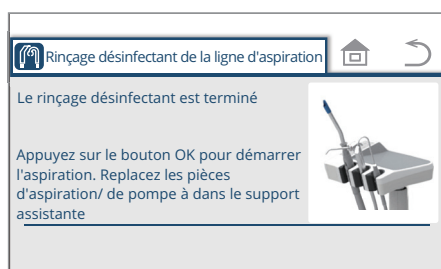 Rinçage désinfectant de la ligne d'aspiration
Le rinçage désinfectant est terminé
Appuyez sur le bouton OK pour démarrer
l'aspiration. Replacez les pièces
d'aspiration/ de pompe à dans le support
assistante